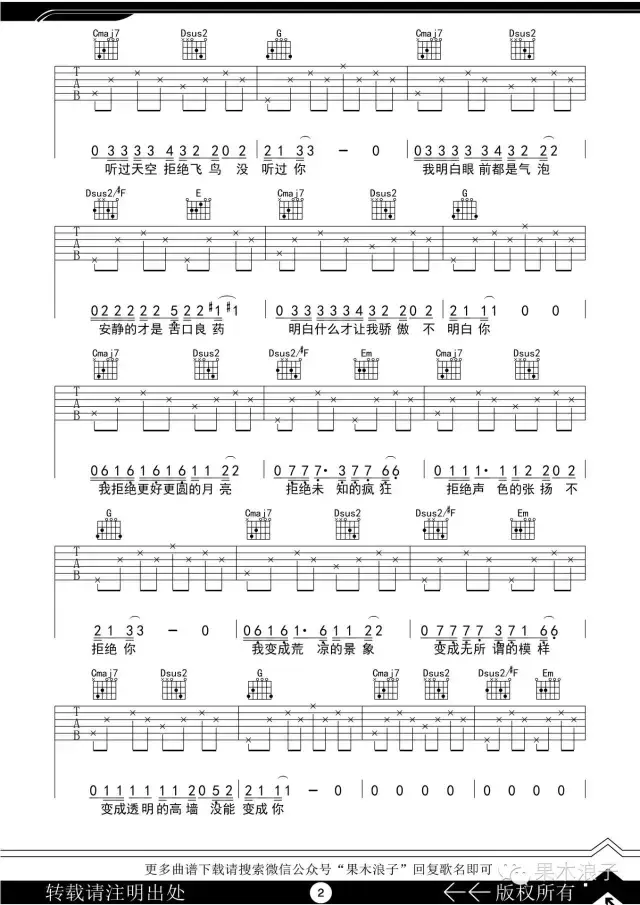 Cmaj7 Dsus2 G Cmaj7 Dsus2
T A B
0 3 3 3 3 3 4 3 2 2 0 2 2 1 3 3 — 0 0 3 3 3 3 3 4 3 2 2 2
听过天空 拒绝飞 鸟 没 听过 你 我明白眼 前都是气 泡
Dsus2/#F E Cmaj7 Dsus2 G
T A B
0 2 2 2 2 2 5 2 2 #1 #1 0 3 3 3 3 3 4 3 2 2 0 2 2 1 1 1 0 0
安静的才是 苦口良 药 明白什么才让我骄 傲 不 明白 你
Cmaj7 Dsus2 Dsus2/#F Em Cmaj7 Dsus2
T A B
0 6 1 6 1 6 1 6 1 1 2 2 0 7 7 7· 3 7 7 6 6 0 1 1 1· 1 1 2 2 0 2
我拒绝更好更圆的月 亮 拒绝未 知的疯 狂 拒绝声 色的张 扬 不
G Cmaj7 Dsus2 Dsus2/#F Em
T A B
2 1 3 3 — 0 0 6 1 6 1· 6 1 1 2 2 0 7 7 7 7 3 7 1 6 6
拒绝 你 我变成荒 凉的景 象 变成无所 谓的模 样
Cmaj7 Dsus2 G Cmaj7 Dsus2 Dsus2/#F Em
T A B
0 1 1 1 1 1 1 2 0 5 2 2 1 1 1 — 0 0 0 0 0 0 0 0 0
变成透明的高 墙 没能 变成 你
更多曲谱下载请搜索微信公众号“果木浪子”回复歌名即可
果木浪子
转载请注明出处 2 版权所有